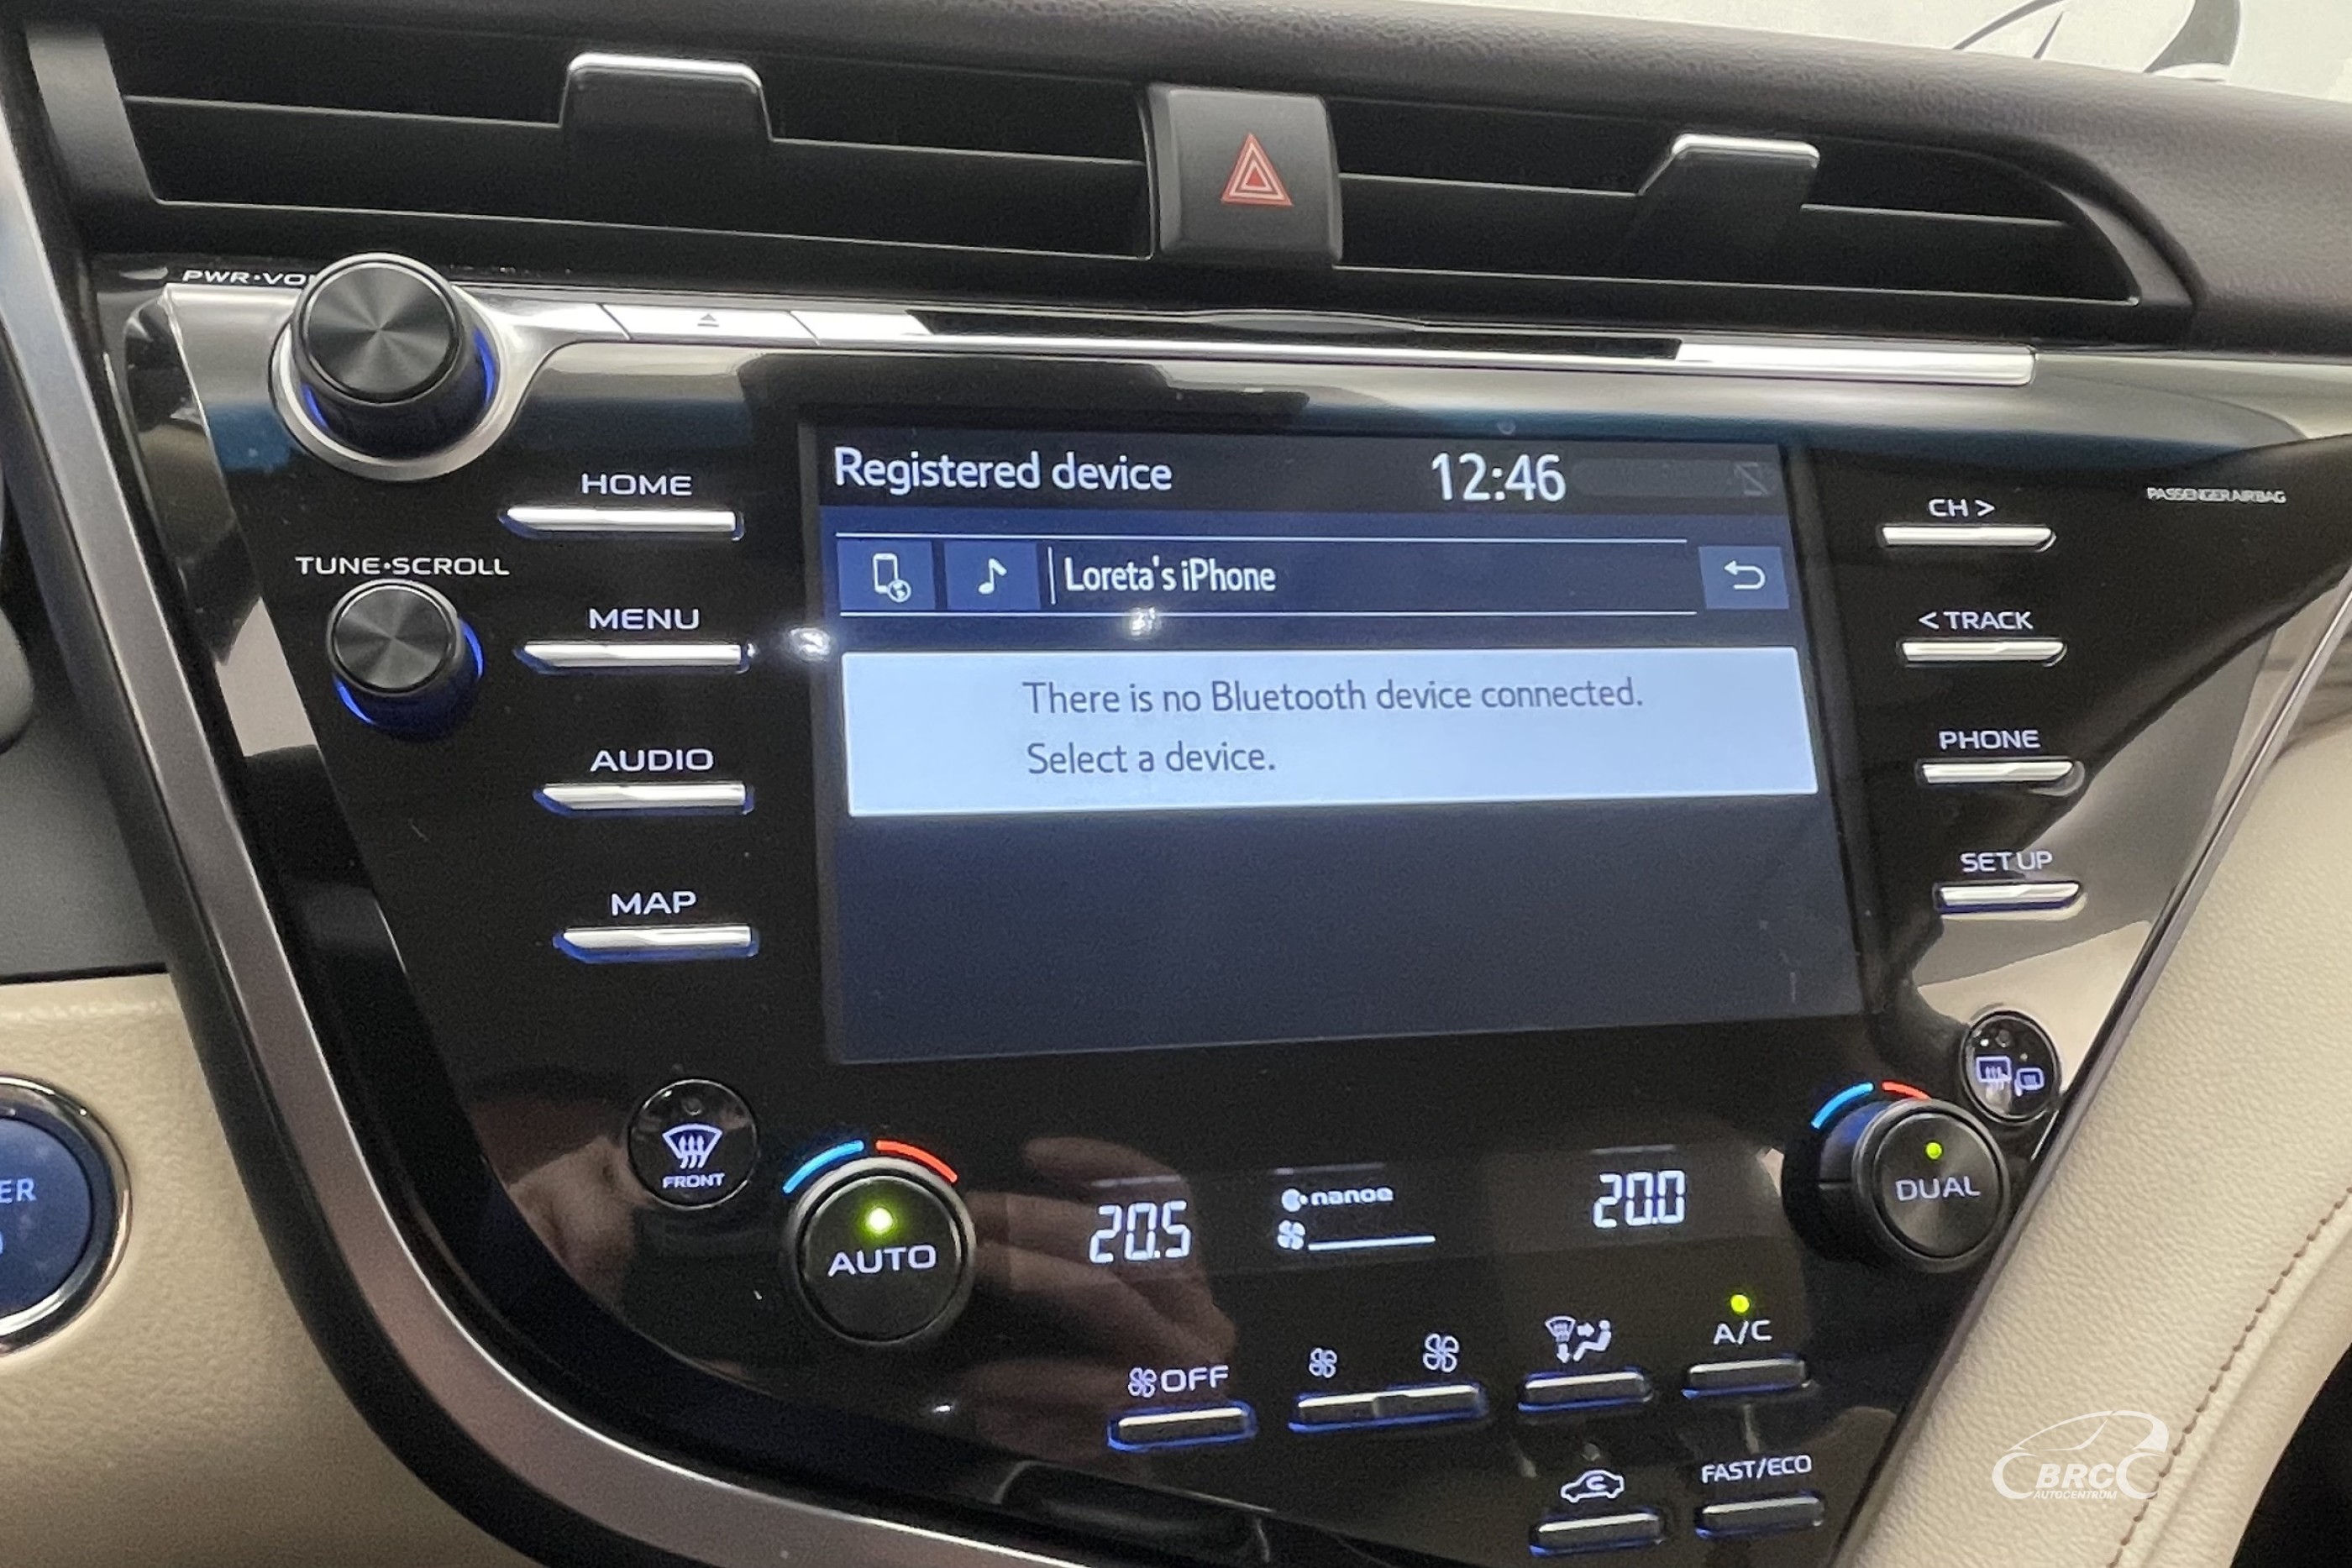 PWR•VO
HOME
TUNE•SCROLL
MENU
AUDIO
MAP
Registered device
12:46
Loreta's iPhone
There is no Bluetooth device connected.
Select a device.
CH >
< TRACK
PHONE
SETUP
PASSENGER AIRBAG
ER
FRONT
AUTO
20.5
nanoe
20.0
DUAL
OFF
A/C
FAST/ECO
BRC
AUTOCENTRUM